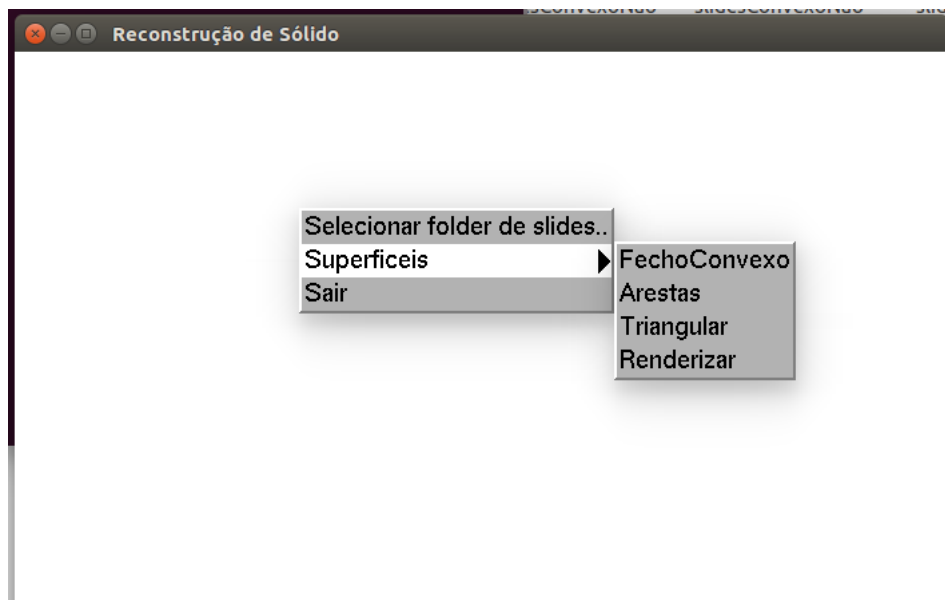 Reconstrução de Sólido
Selecionar folder de slides..
Superficeis
Sair
FechoConvexo
Arestas
Triangular
Renderizar